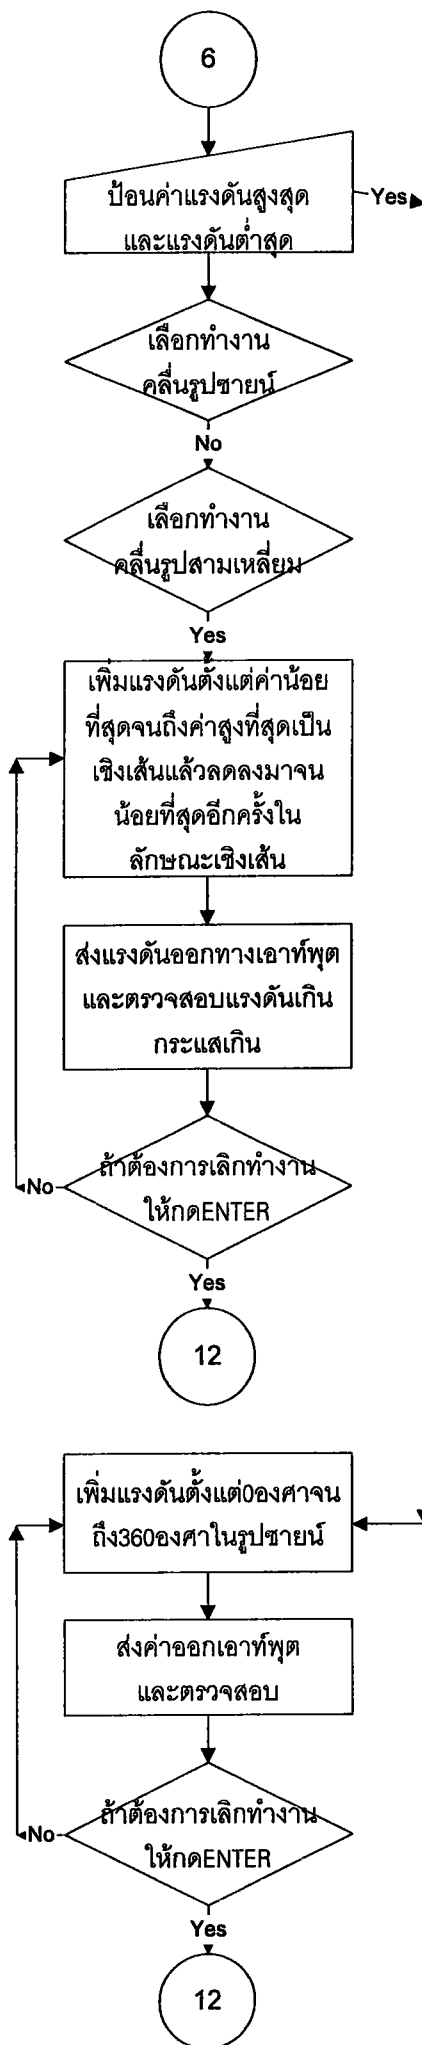 6
ป้อนค่าแรงดันสูงสุด
และแรงดันต่ำสุด
Yes
เลือกทำงาน
คลื่นรูปซายน์
No
เลือกทำงาน
คลื่นรูปสามเหลี่ยม
Yes
เพิ่มแรงดันตั้งแต่ค่าน้อย
ที่สุดจนถึงค่าสูงที่สุดเป็น
เชิงเส้นแล้วลดลงมาจน
น้อยที่สุดอีกครั้งใน
ลักษณะเชิงเส้น
ส่งแรงดันออกทางเอาท์พุต
และตรวจสอบแรงดันเกิน
กระแสเกิน
ถ้าต้องการเลิกทำงาน
ให้กดENTER
No
Yes
12
เพิ่มแรงดันตั้งแต่0องศาจน
ถึง360องศาในรูปซายน์
ส่งค่าออกเอาท์พุต
และตรวจสอบ
ถ้าต้องการเลิกทำงาน
ให้กดENTER
No
Yes
12